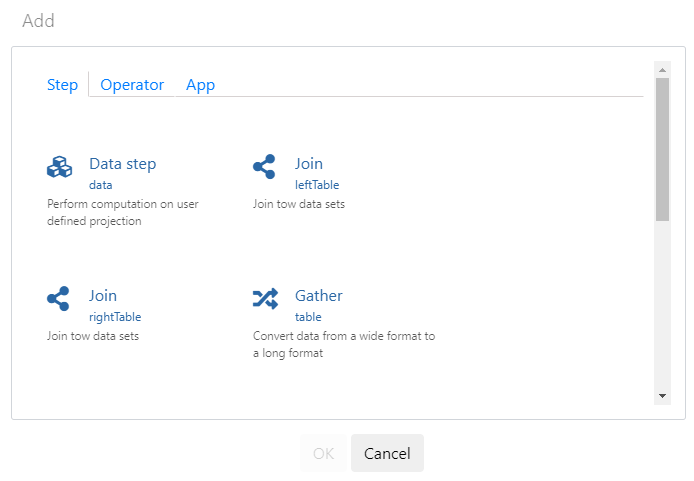 Add
Step Operator App
Data step
data
Perform computation on user
defined projection
Join
leftTable
Join tow data sets
Join
rightTable
Join tow data sets
Gather
table
Convert data from a wide format to
a long format
OK Cancel